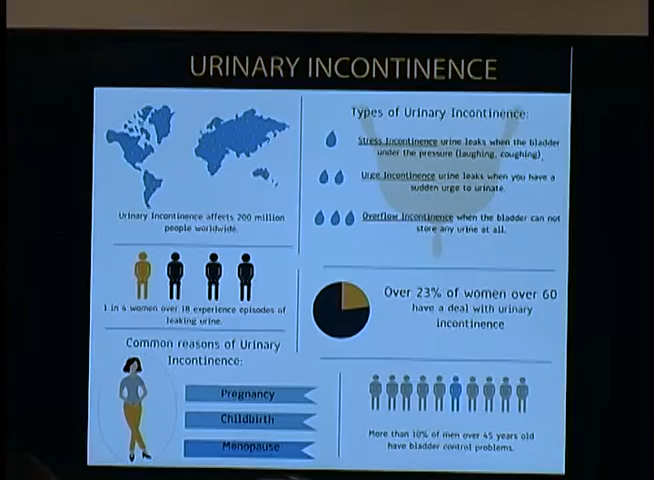 URINARY INCONTINENCE
Urinary Incontinence affects 200 million
people worldwide.
1 in 4 women over 18 experience episodes of
leaking urine.
Common reasons of Urinary
Incontinence:
Pregnancy
Childbirth
Menopause
Types of Urinary Incontinence:
Stress Incontinence urine leaks when the bladder
under the pressure (laughing, coughing)
Urge Incontinence urine leaks when you have a
sudden urge to urinate.
Overflow Incontinence when the bladder can not
store any urine at all.
Over 23% of women over 60
have a deal with urinary
incontinence
More than 10% of men over 45 years old
have bladder control problems.